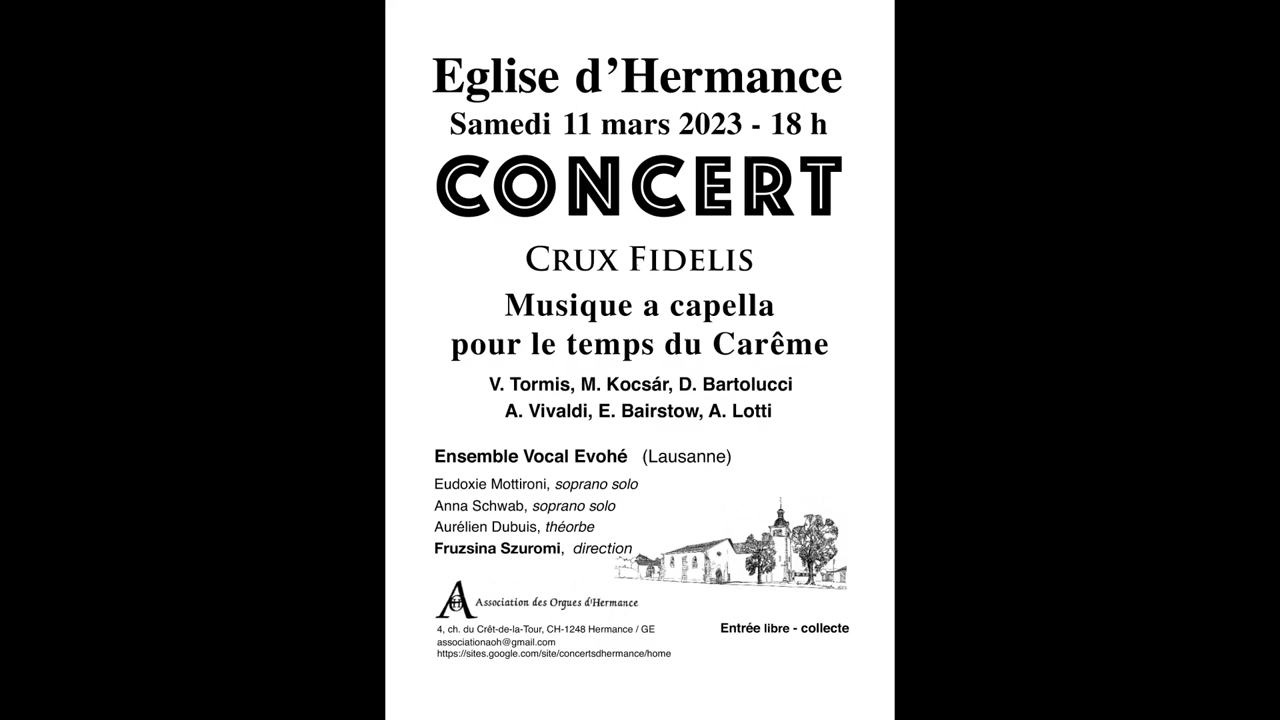 Eglise d'Hermance
Samedi 11 mars 2023 - 18 h
CONCERT
CRUX FIDELIS
Musique a capella
pour le temps du Carême
V. Tormis, M. Kocsár, D. Bartolucci
A. Vivaldi, E. Bairstow, A. Lotti
Ensemble Vocal Evohé (Lausanne)
Eudoxie Mottironi, soprano solo
Anna Schwab, soprano solo
Aurélien Dubuis, théorbe
Fruzsina Szuromi, direction
Association des Orgues d'Hermance
4, ch. du Crêt-de-la-Tour, CH-1248 Hermance / GE
associationaoh@gmail.com
https://sites.google.com/site/concertsdhermance/home
Entrée libre - collecte